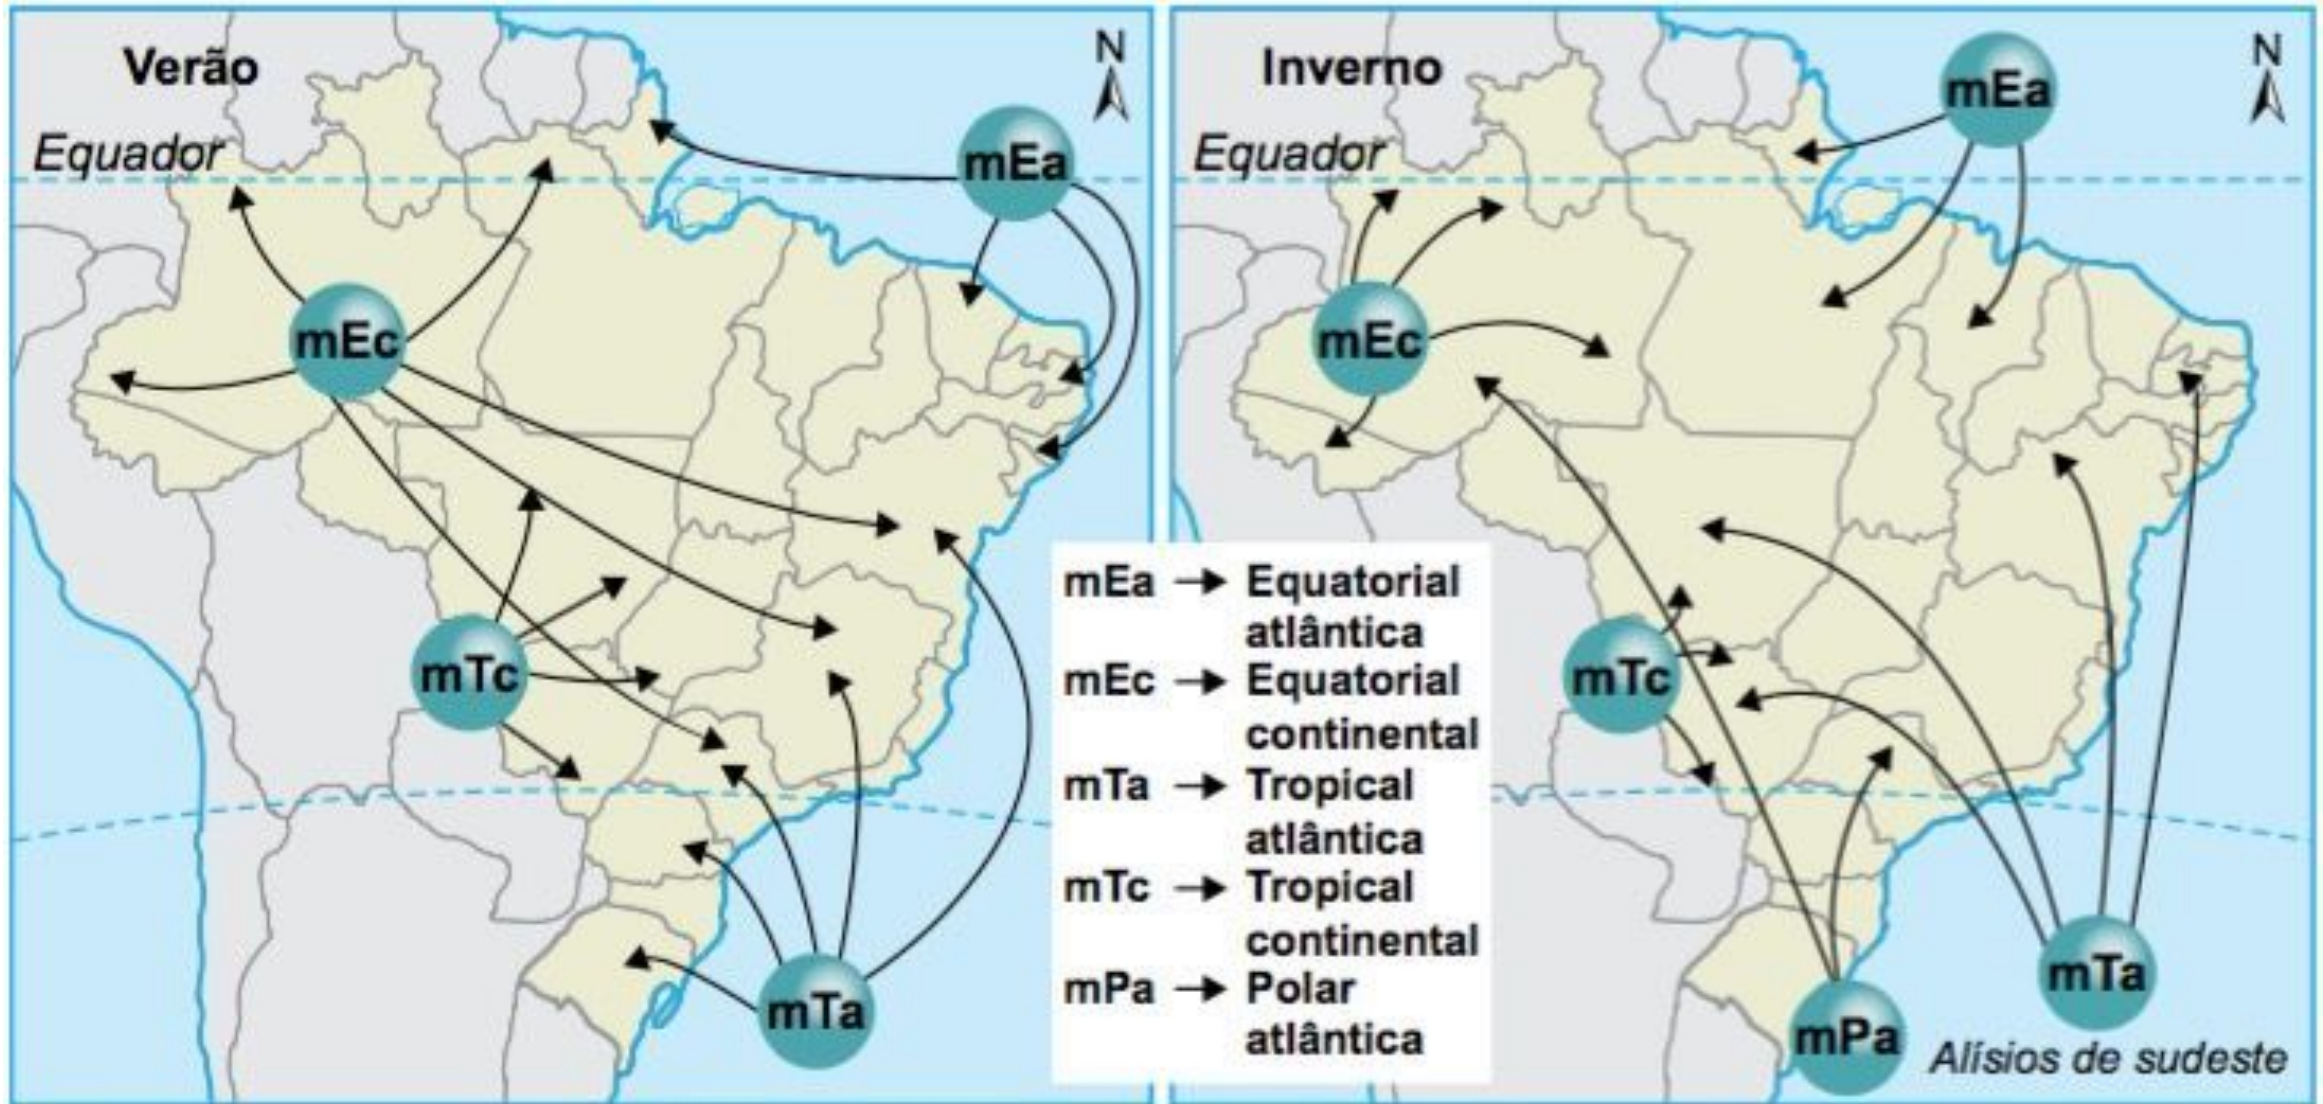 Verão
N
Equador
mEa
mEc
mTc
mTa
Inverno
N
Equador
mEa
mEc
mTc
mTa
mPa
Alísios de sudeste
mEa → Equatorial
atlântica
mEc → Equatorial
continental
mTa → Tropical
atlântica
mTc → Tropical
continental
mPa → Polar
atlântica